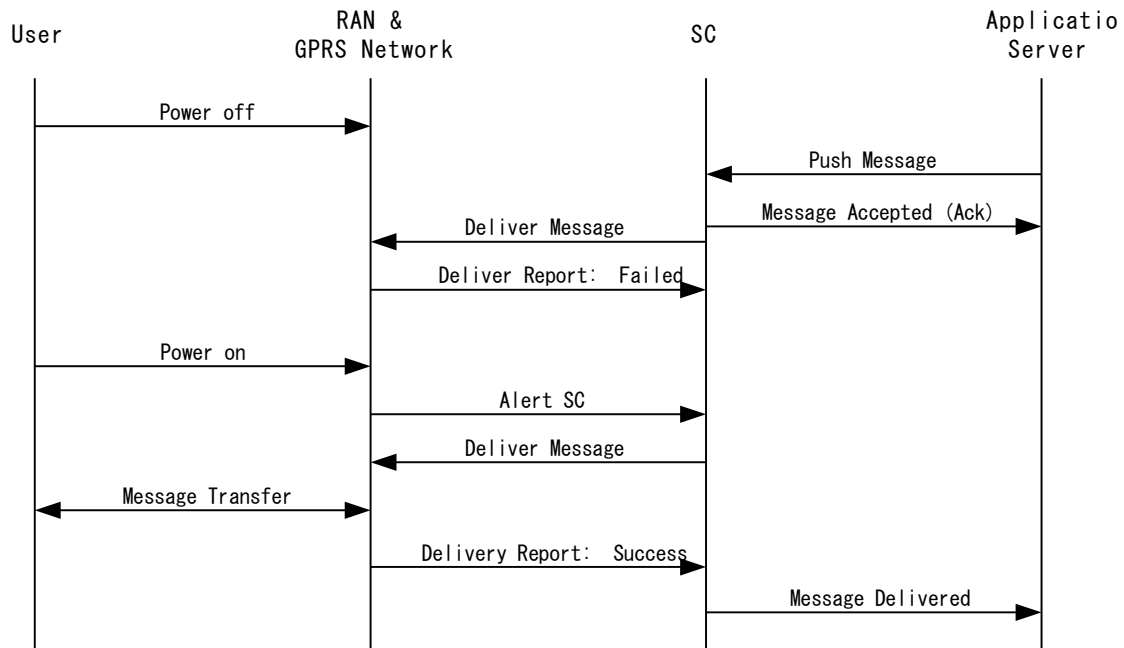 User
RAN &
GPRS Network
SC
Applicatio
Server
Power off
Push Message
Message Accepted (Ack)
Deliver Message
Deliver Report: Failed
Power on
Alert SC
Deliver Message
Message Transfer
Delivery Report: Success
Message Delivered